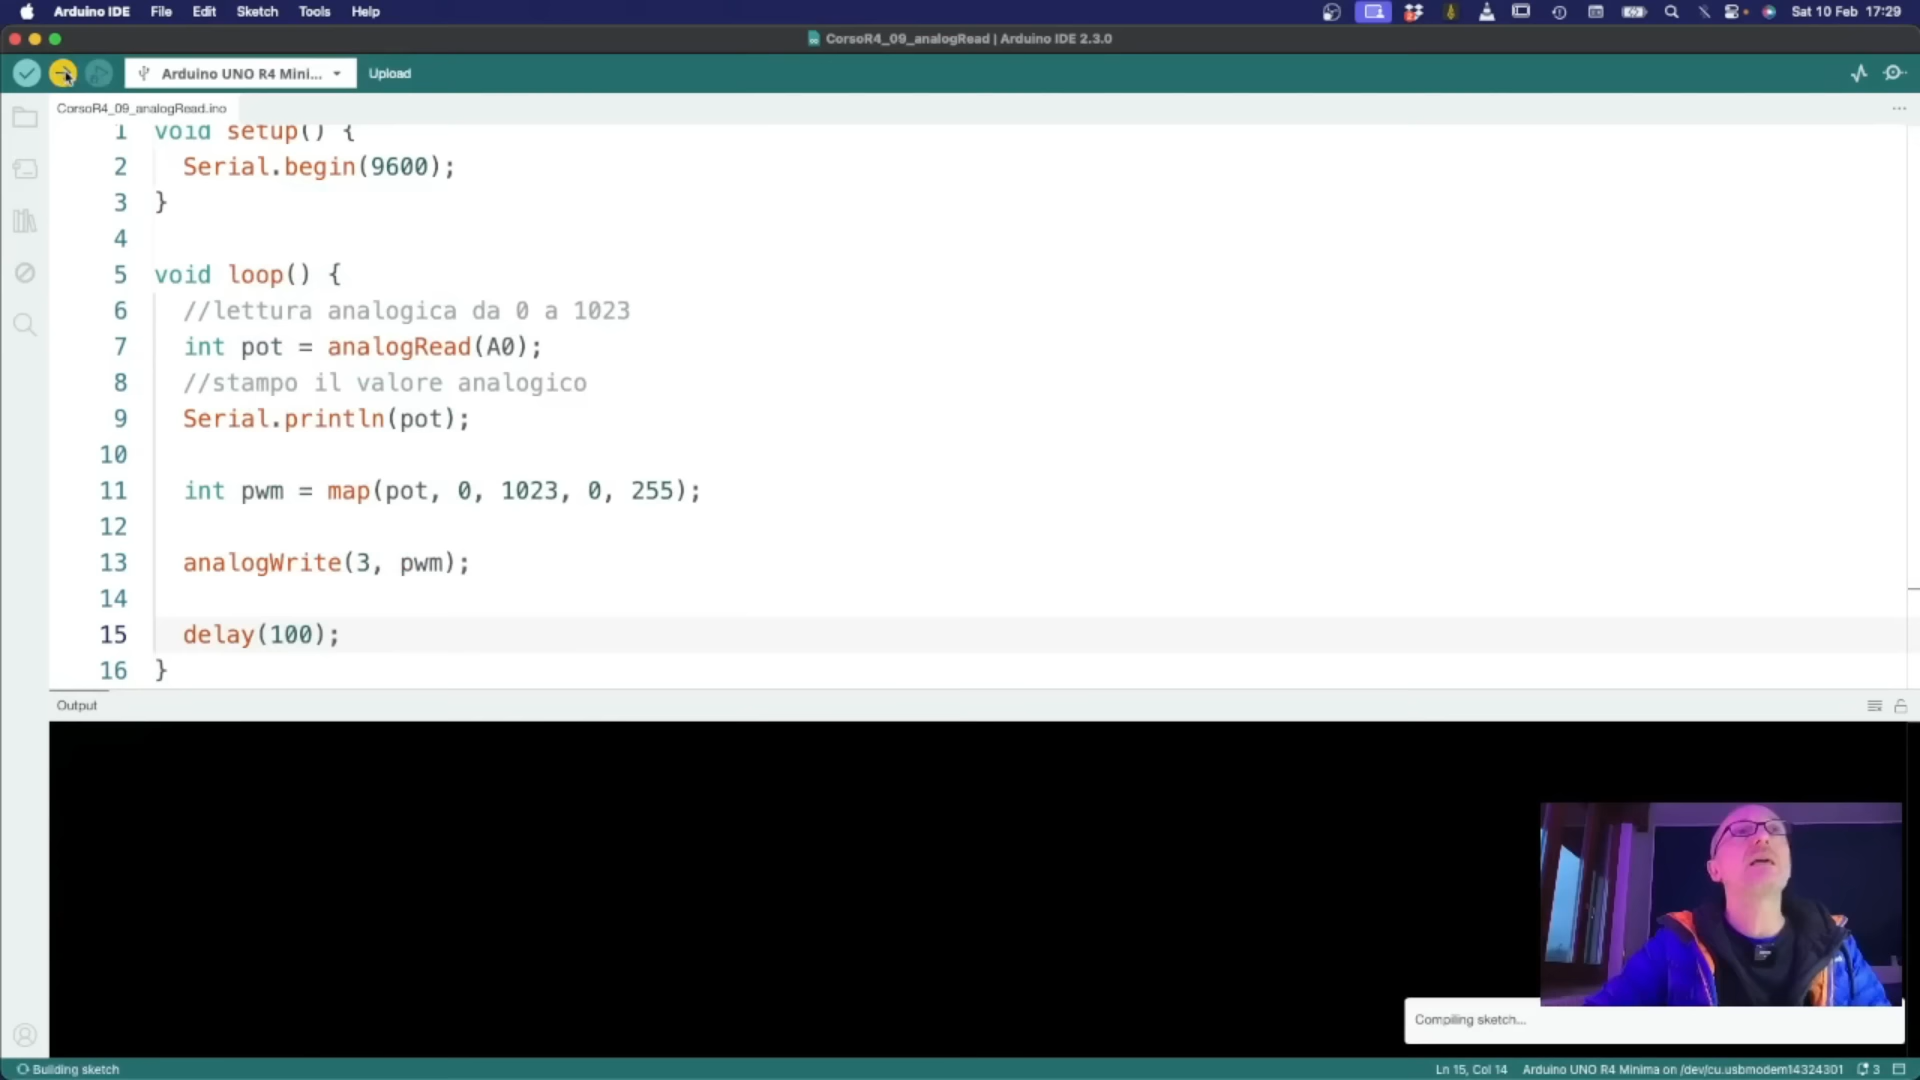 Arduino IDE File Edit Sketch Tools Help Sat 10 Feb 17:29
CorsoR4_09_analogRead | Arduino IDE 2.3.0
Arduino UNO R4 Mini... Upload
CorsoR4_09_analogRead.ino ...
1 void setup() {
2 Serial.begin(9600);
3 }
4
5 void loop() {
6 //lettura analogica da 0 a 1023
7 int pot = analogRead(A0);
8 //stampo il valore analogico
9 Serial.println(pot);
10
11 int pwm = map(pot, 0, 1023, 0, 255);
12
13 analogWrite(3, pwm);
14
15 delay(100);
16 }
Output
Compiling sketch...
Building sketch Ln 15, Col 14 Arduino UNO R4 Minima on /dev/cu.usbmodem14324301 3